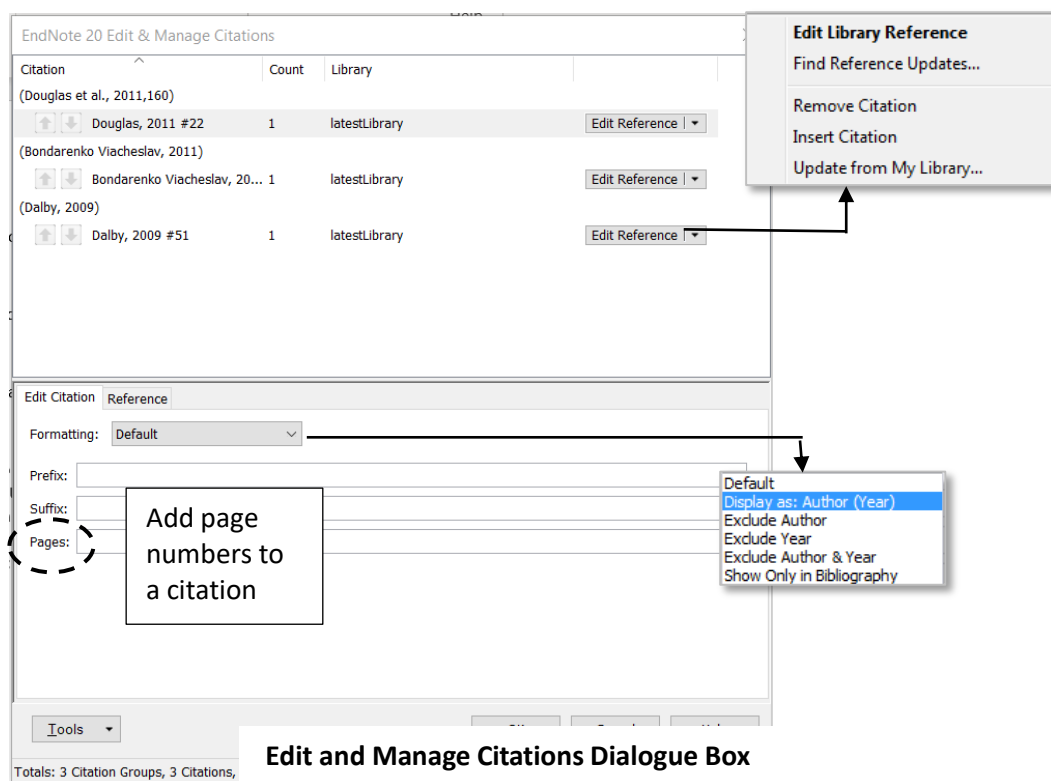 EndNote 20 Edit & Manage Citations
Citation Count Library
(Douglas et al., 2011,160)
Douglas, 2011 #22 1 latestLibrary Edit Reference
(Bondarenko Viacheslav, 2011)
Bondarenko Viacheslav, 20... 1 latestLibrary Edit Reference
(Dalby, 2009)
Dalby, 2009 #51 1 latestLibrary Edit Reference
Edit Library Reference
Find Reference Updates...
Remove Citation
Insert Citation
Update from My Library...
Edit Citation Reference
Formatting: Default
Prefix:
Suffix:
Pages:
Add page
numbers to
a citation
Default
Display as: Author (Year)
Exclude Author
Exclude Year
Exclude Author & Year
Show Only in Bibliography
Tools
Edit and Manage Citations Dialogue Box
Totals: 3 Citation Groups, 3 Citations,